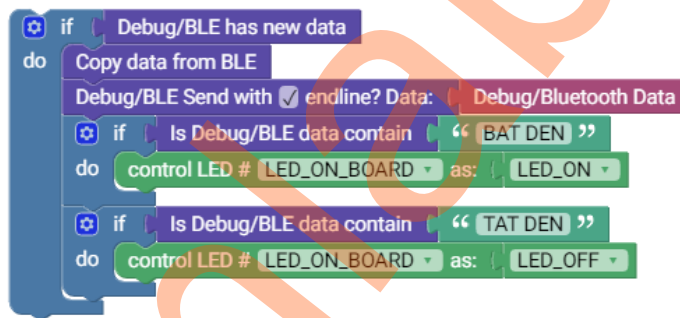 if Debug/BLE has new data
do Copy data from BLE
Debug/BLE Send with endline? Data: Debug/Bluetooth Data
if Is Debug/BLE data contain “ BAT DEN ”
do control LED # LED_ON_BOARD as: LED_ON
if Is Debug/BLE data contain “ TAT DEN ”
do control LED # LED_ON_BOARD as: LED_OFF